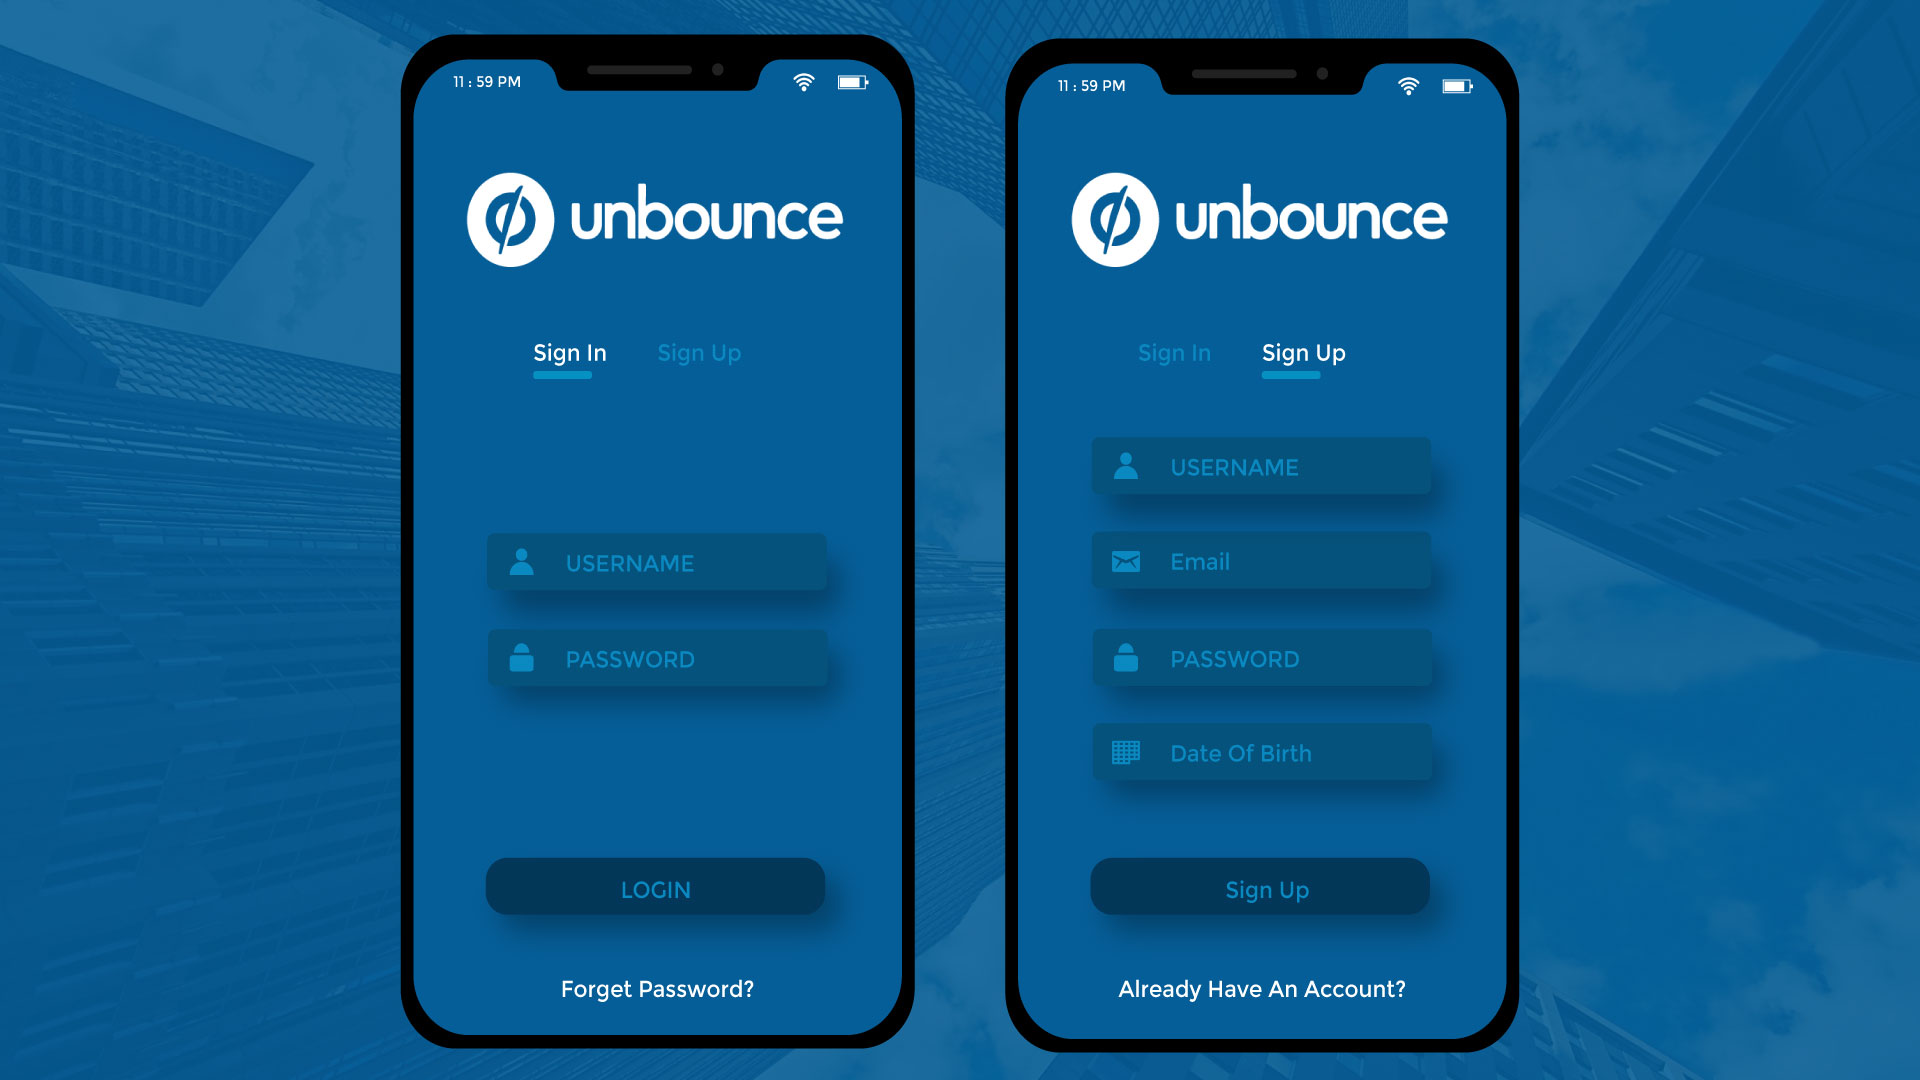 11 : 59 PM
unbounce
Sign In
Sign Up
USERNAME
PASSWORD
LOGIN
Forget Password?
11 : 59 PM
unbounce
Sign In
Sign Up
USERNAME
Email
PASSWORD
Date Of Birth
Sign Up
Already Have An Account?